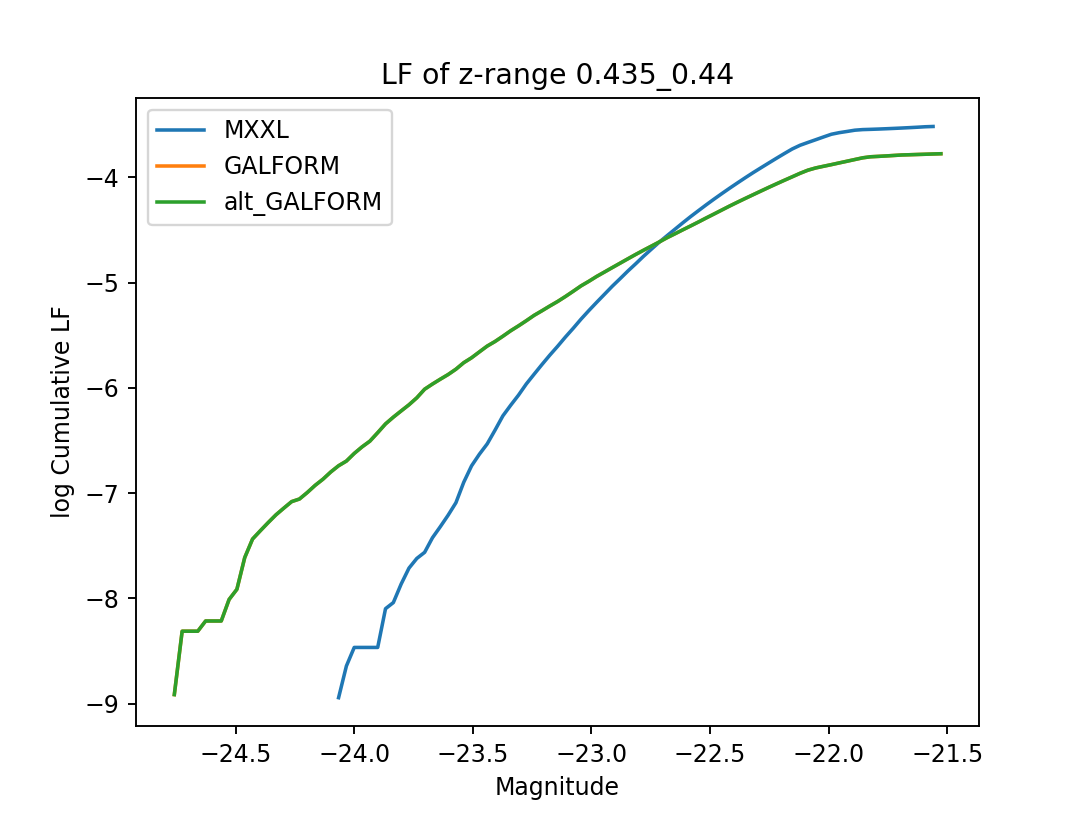 LF of z-range 0.435_0.44
MXXL
GALFORM
alt_GALFORM
log Cumulative LF
−4
−5
−6
−7
−8
−9
−24.5 −24.0 −23.5 −23.0 −22.5 −22.0 −21.5
Magnitude